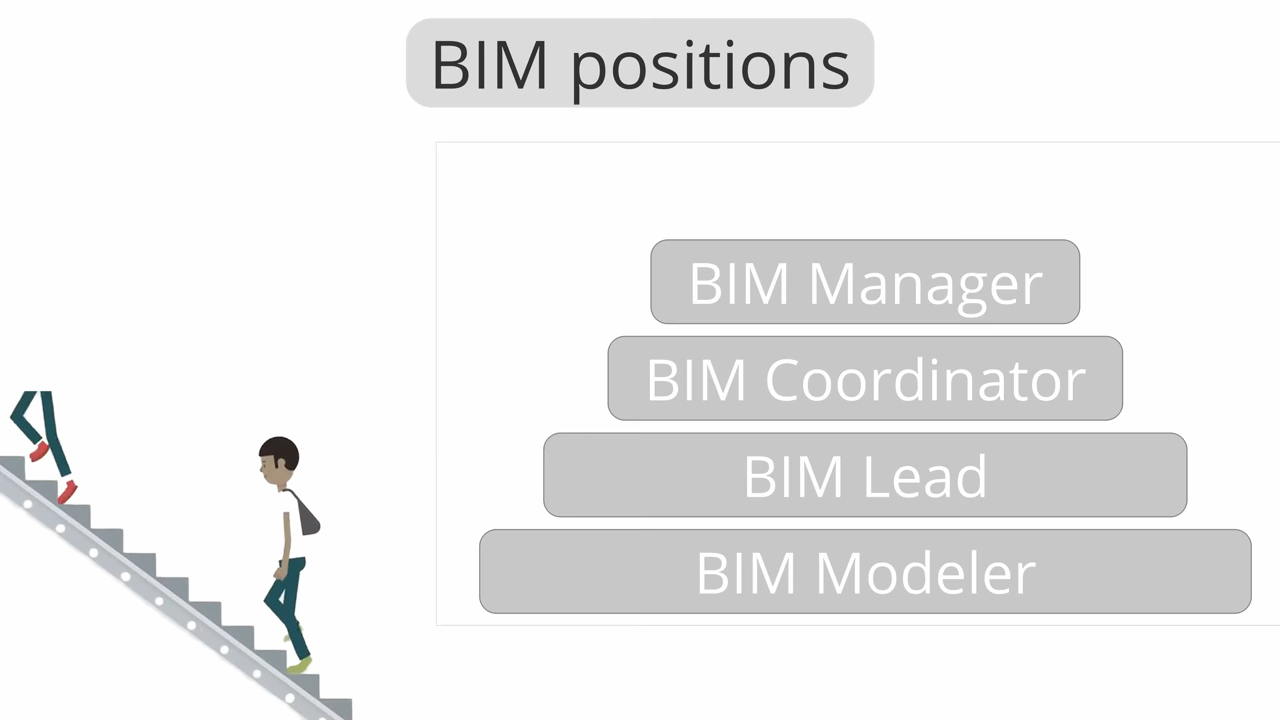 BIM positions
BIM Manager
BIM Coordinator
BIM Lead
BIM Modeler